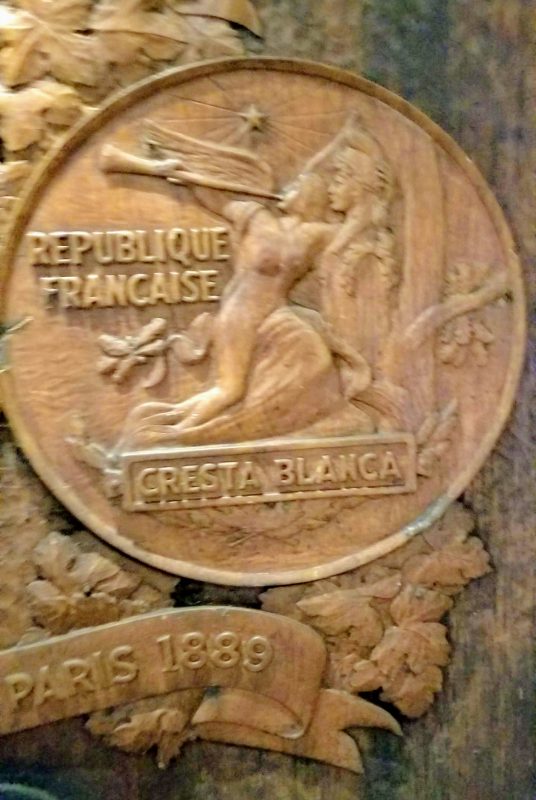 REPUBLIQUE
FRANCAISE
CRESTA BLANCA
PARIS 1889